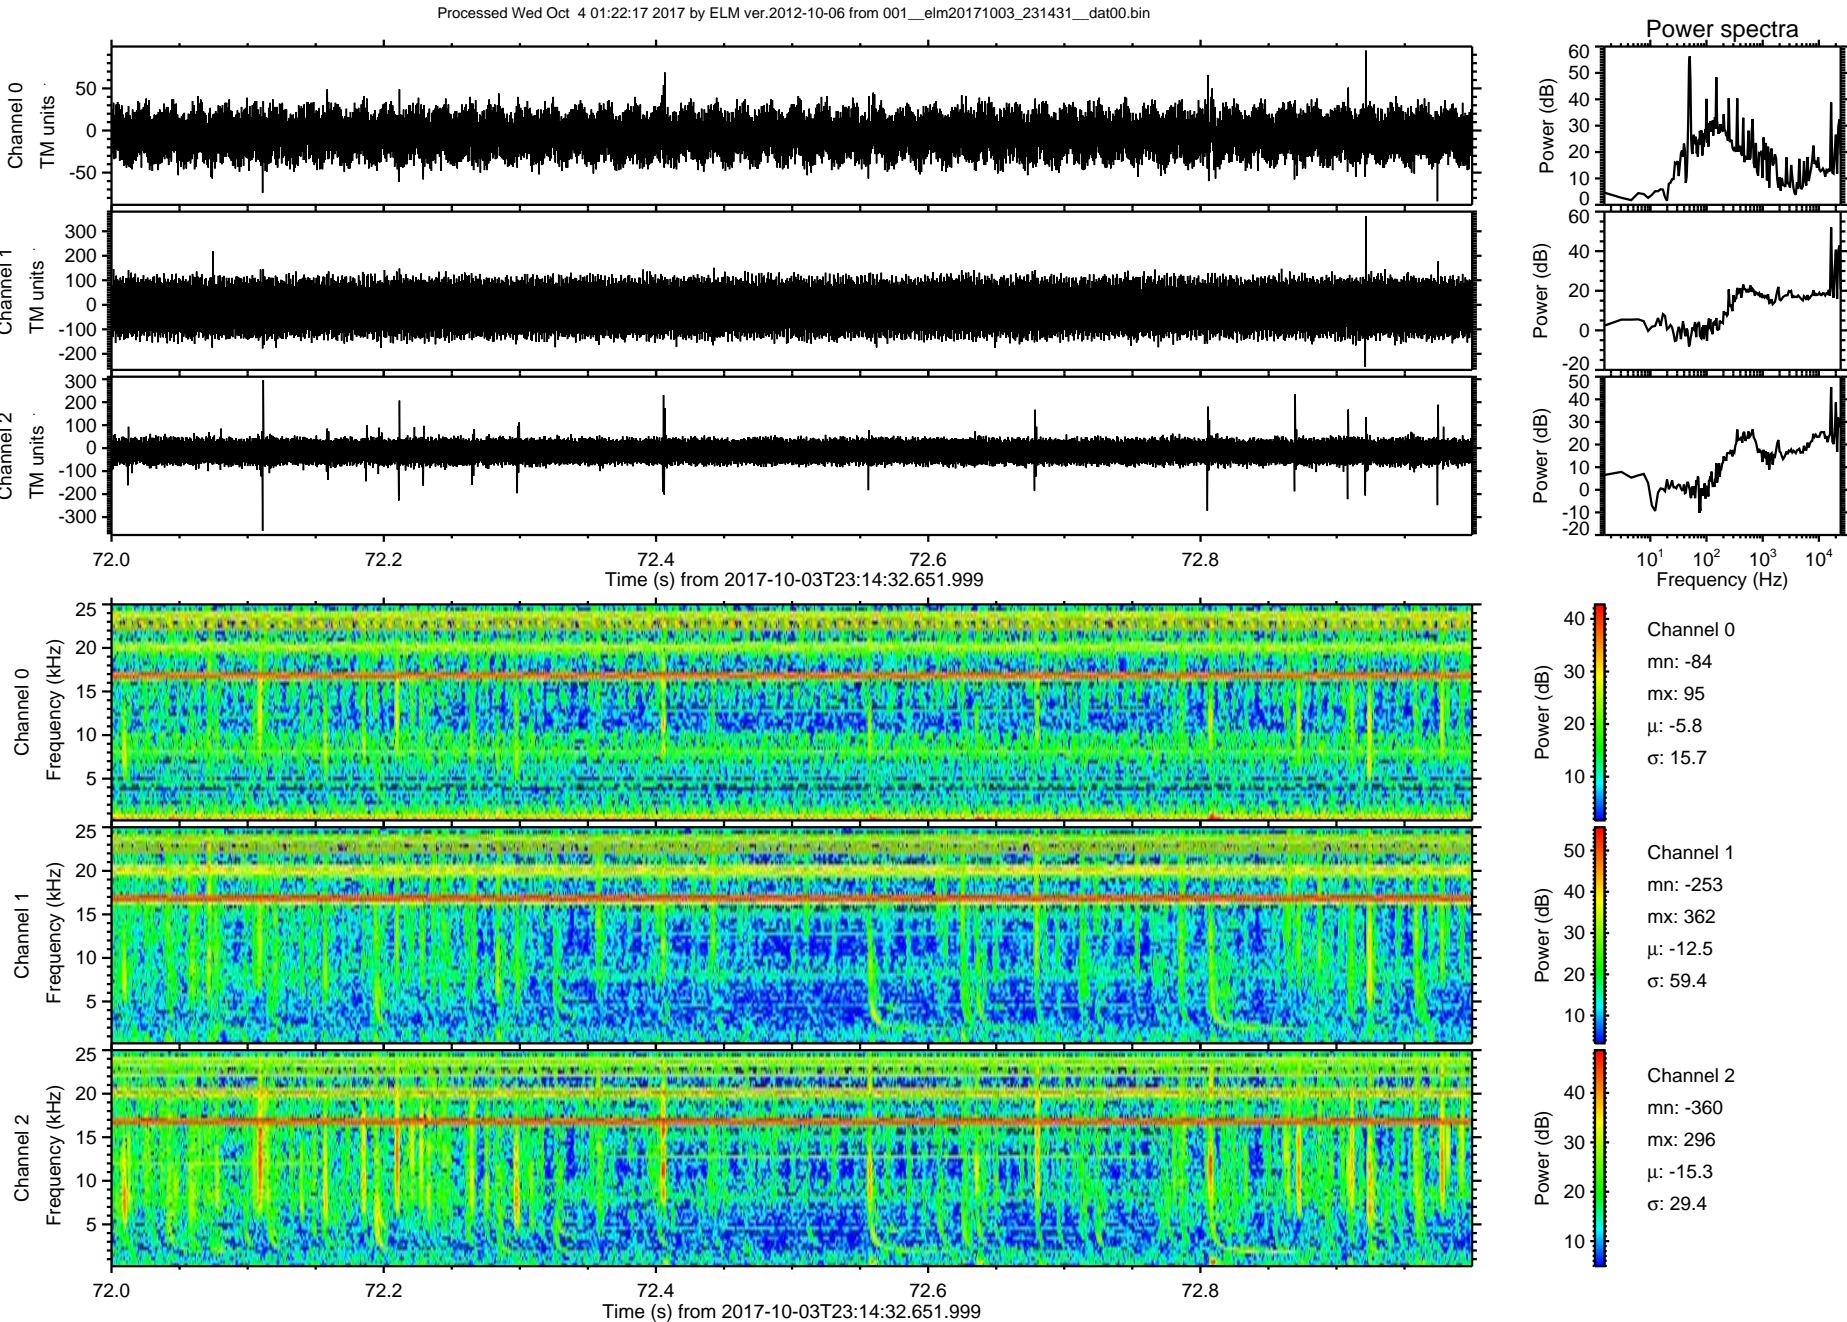 Processed Wed Oct  4 01:22:17 2017 by ELM ver.2012-10-06 from 001__elm20171003_231431__dat00.bin
Power spectra
Channel 0
TM units
50
0
-50
Power (dB)
60
50
40
30
20
10
0
Channel 1
TM units
300
200
100
0
-100
-200
Power (dB)
60
40
20
0
-20
Channel 2
TM units
300
200
100
0
-100
-200
-300
Power (dB)
50
40
30
20
10
0
-10
-20
72.0 72.2 72.4 72.6 72.8
Time (s) from 2017-10-03T23:14:32.651.999
10^1 10^2 10^3 10^4
Frequency (Hz)
Channel 0
Frequency (kHz)
25
20
15
10
5
Power (dB)
40
30
20
10
Channel 0
mn: -84
mx: 95
μ: -5.8
σ: 15.7
Channel 1
Frequency (kHz)
25
20
15
10
5
Power (dB)
50
40
30
20
10
Channel 1
mn: -253
mx: 362
μ: -12.5
σ: 59.4
Channel 2
Frequency (kHz)
25
20
15
10
5
Power (dB)
40
30
20
10
Channel 2
mn: -360
mx: 296
μ: -15.3
σ: 29.4
72.0 72.2 72.4 72.6 72.8
Time (s) from 2017-10-03T23:14:32.651.999